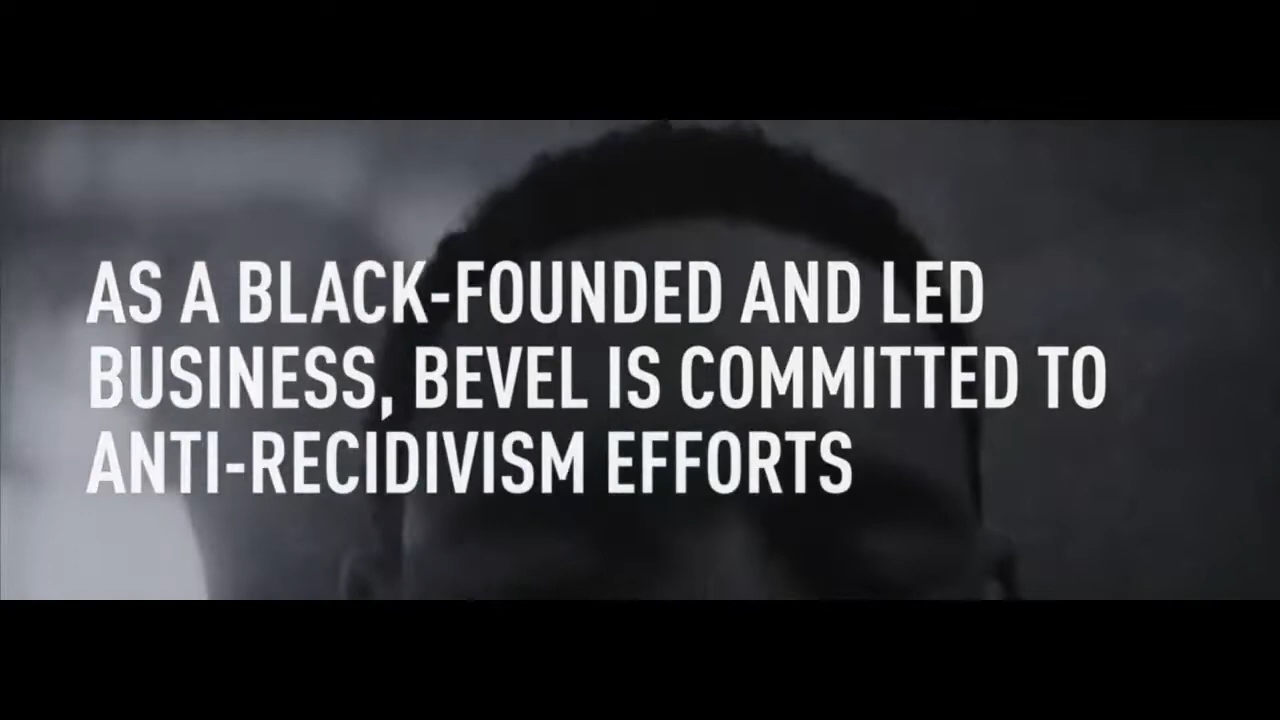 AS A BLACK-FOUNDED AND LED
BUSINESS, BEVEL IS COMMITTED TO
ANTI-RECIDIVISM EFFORTS